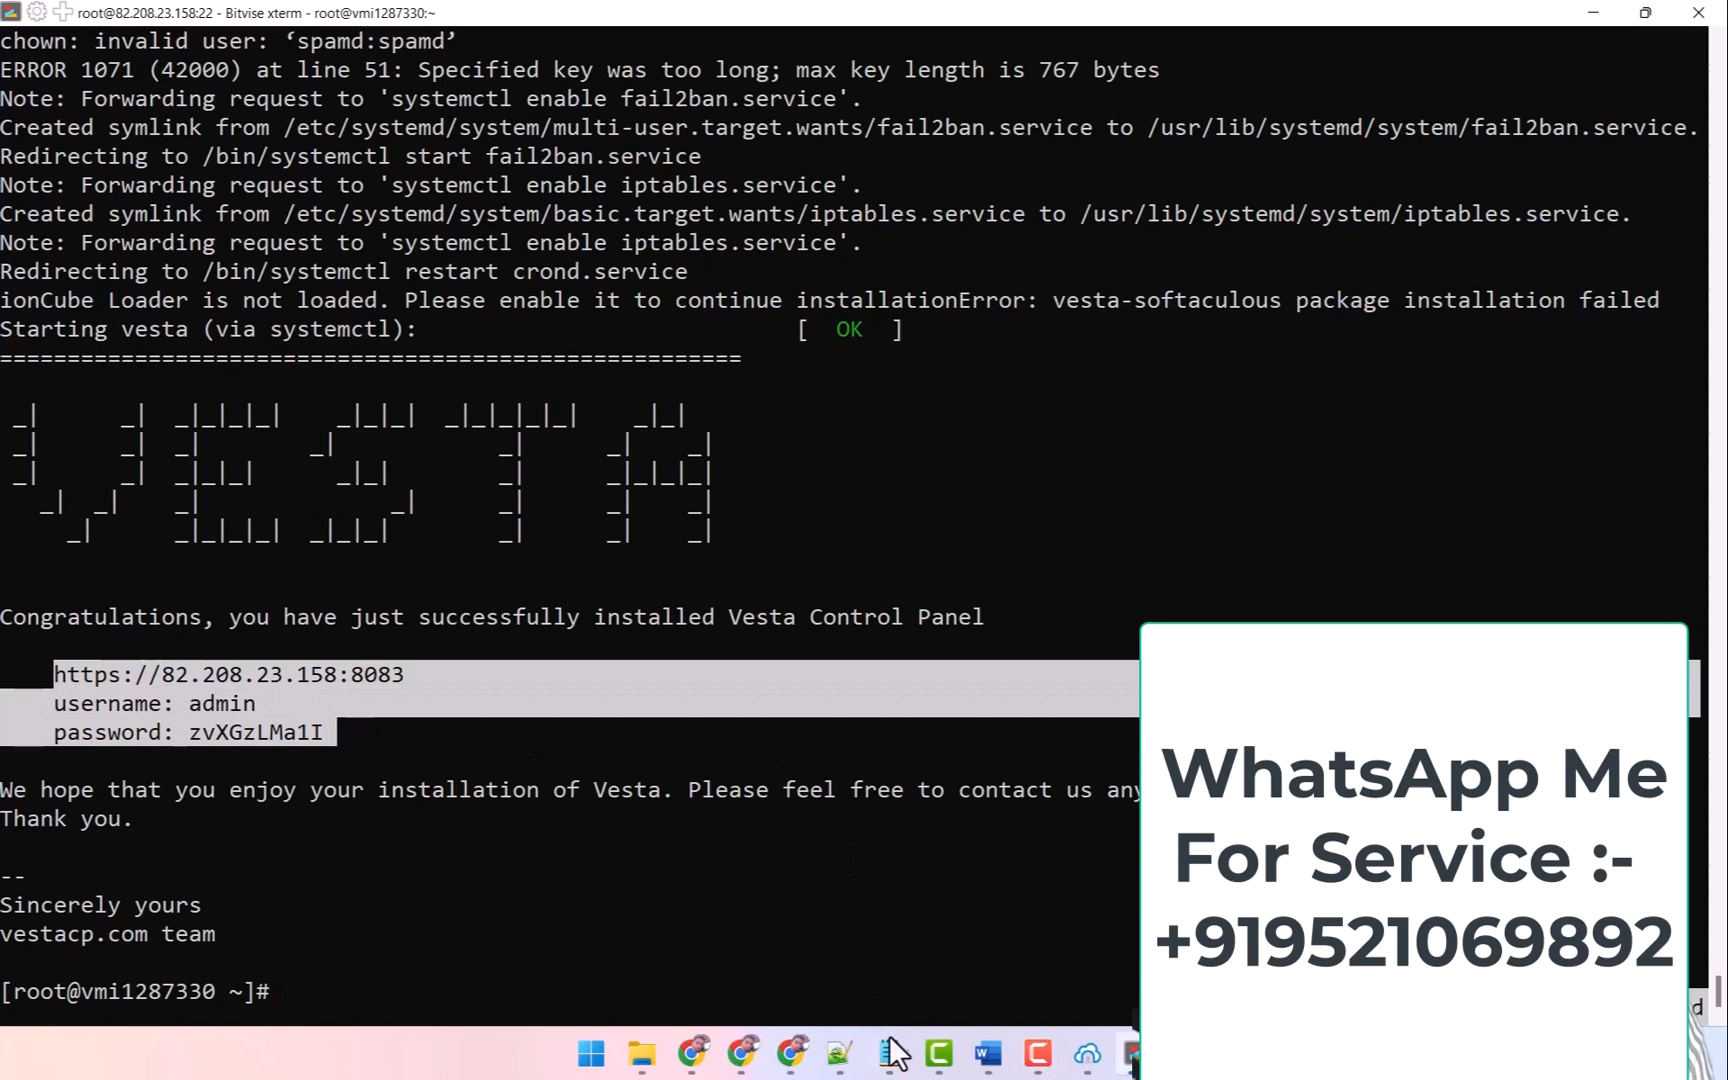 root@82.208.23.158:22 - Bitvise xterm - root@vmi1287330:~
chown: invalid user: ‘spamd:spamd’
ERROR 1071 (42000) at line 51: Specified key was too long; max key length is 767 bytes
Note: Forwarding request to 'systemctl enable fail2ban.service'.
Created symlink from /etc/systemd/system/multi-user.target.wants/fail2ban.service to /usr/lib/systemd/system/fail2ban.service.
Redirecting to /bin/systemctl start fail2ban.service
Note: Forwarding request to 'systemctl enable iptables.service'.
Created symlink from /etc/systemd/system/basic.target.wants/iptables.service to /usr/lib/systemd/system/iptables.service.
Note: Forwarding request to 'systemctl enable iptables.service'.
Redirecting to /bin/systemctl restart crond.service
ionCube Loader is not loaded. Please enable it to continue installationError: vesta-softaculous package installation failed
Starting vesta (via systemctl): [ OK ]
=======================================================
VESTA
Congratulations, you have just successfully installed Vesta Control Panel
https://82.208.23.158:8083
username: admin
password: zvXGzLMa1I
We hope that you enjoy your installation of Vesta. Please feel free to contact us any
Thank you.
--
Sincerely yours
vestacp.com team
[root@vmi1287330 ~]#
WhatsApp Me
For Service :-
+919521069892
d